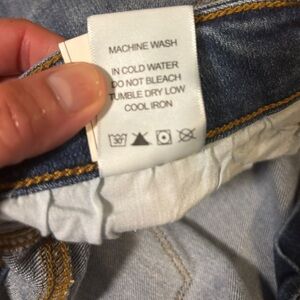 MACHINE WASH
IN COLD WATER
DO NOT BLEACH
TUMBLE DRY LOW
COOL IRON
30°